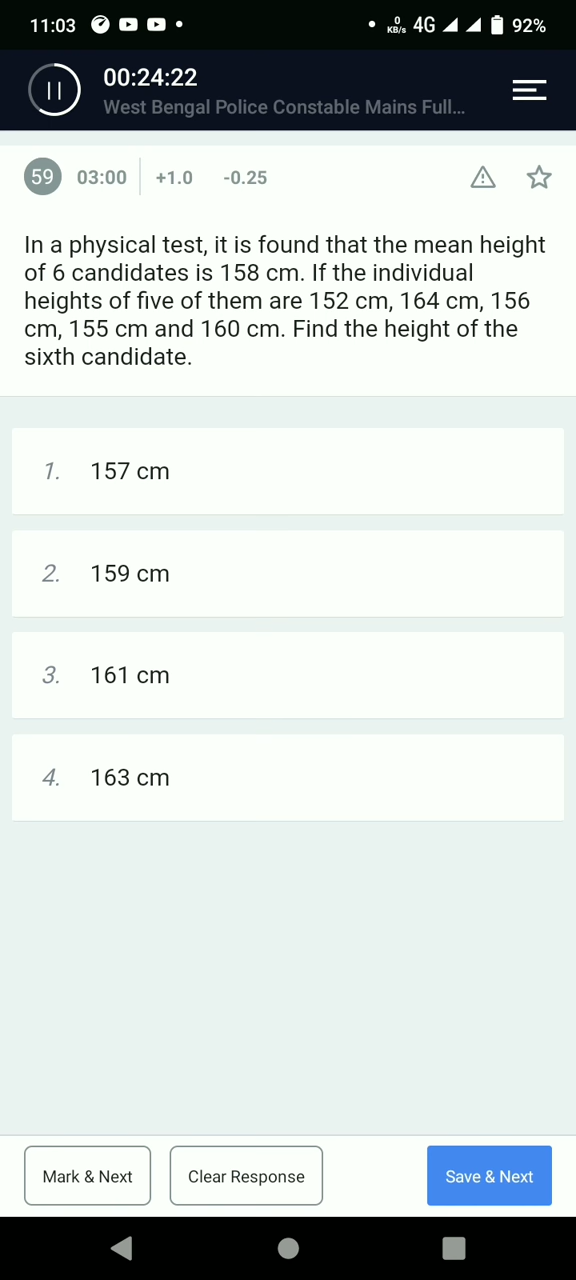 11:03
0 KB/s 4G 92%
00:24:22
West Bengal Police Constable Mains Full...
59 03:00 +1.0 -0.25
In a physical test, it is found that the mean height
of 6 candidates is 158 cm. If the individual
heights of five of them are 152 cm, 164 cm, 156
cm, 155 cm and 160 cm. Find the height of the
sixth candidate.
1. 157 cm
2. 159 cm
3. 161 cm
4. 163 cm
Mark & Next Clear Response Save & Next